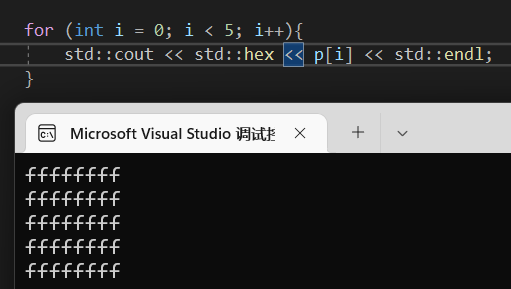 for (int i = 0; i < 5; i++){
    std::cout << std::hex << p[i] << std::endl;
}
Microsoft Visual Studio 调试控
ffffffff
ffffffff
ffffffff
ffffffff
ffffffff